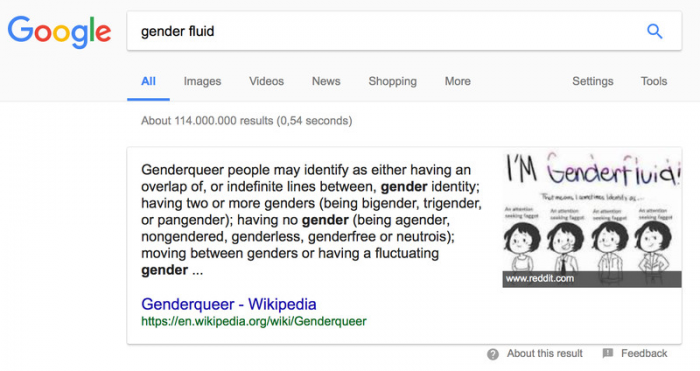 Google
gender fluid
All Images Videos News Shopping More Settings Tools
About 114.000.000 results (0,54 seconds)
Genderqueer people may identify as either having an
overlap of, or indefinite lines between, gender identity;
having two or more genders (being bigender, trigender,
or pangender); having no gender (being agender,
nongendered, genderless, genderfree or neutrois);
moving between genders or having a fluctuating
gender ...
Genderqueer - Wikipedia
https://en.wikipedia.org/wiki/Genderqueer
I'M Genderfluid!
That means I sometimes identify as...
An attention An attention An attention An attention
seeking faggot seeking faggot seeking faggot seeking faggot
www.reddit.com
About this result Feedback